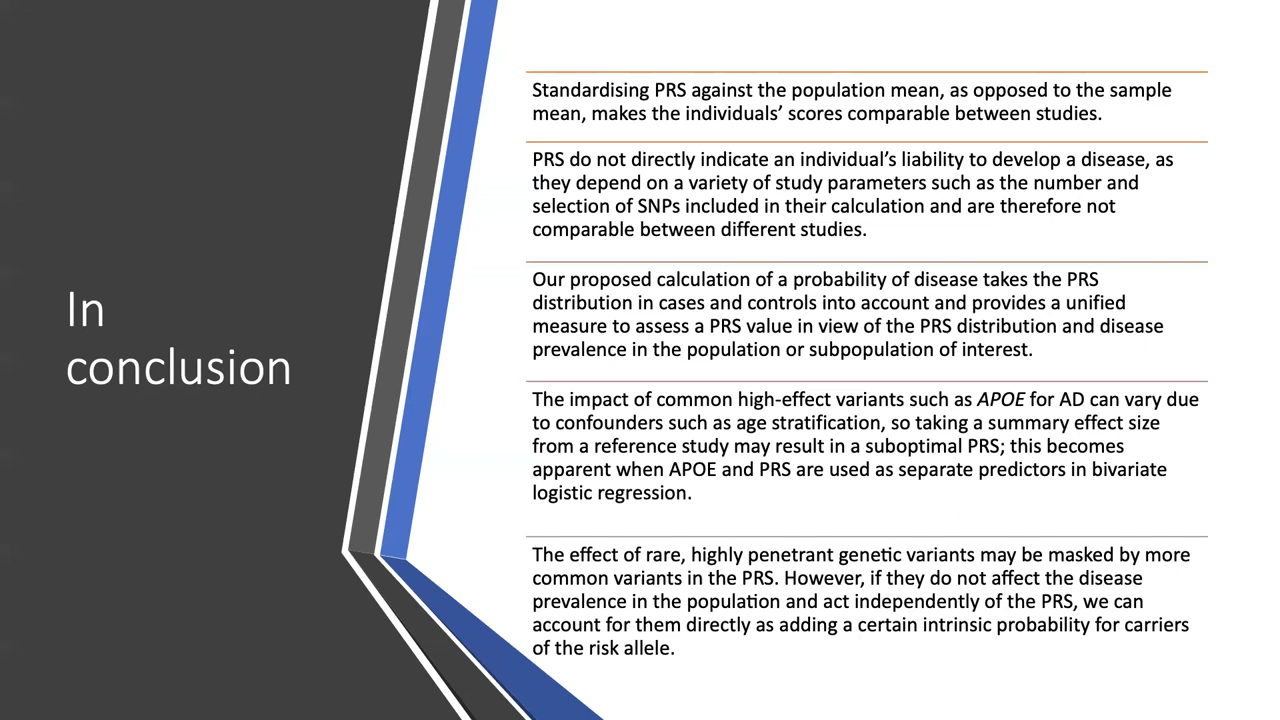 In
conclusion
Standardising PRS against the population mean, as opposed to the sample
mean, makes the individuals’ scores comparable between studies.
PRS do not directly indicate an individual’s liability to develop a disease, as
they depend on a variety of study parameters such as the number and
selection of SNPs included in their calculation and are therefore not
comparable between different studies.
Our proposed calculation of a probability of disease takes the PRS
distribution in cases and controls into account and provides a unified
measure to assess a PRS value in view of the PRS distribution and disease
prevalence in the population or subpopulation of interest.
The impact of common high-effect variants such as APOE for AD can vary due
to confounders such as age stratification, so taking a summary effect size
from a reference study may result in a suboptimal PRS; this becomes
apparent when APOE and PRS are used as separate predictors in bivariate
logistic regression.
The effect of rare, highly penetrant genetic variants may be masked by more
common variants in the PRS. However, if they do not affect the disease
prevalence in the population and act independently of the PRS, we can
account for them directly as adding a certain intrinsic probability for carriers
of the risk allele.